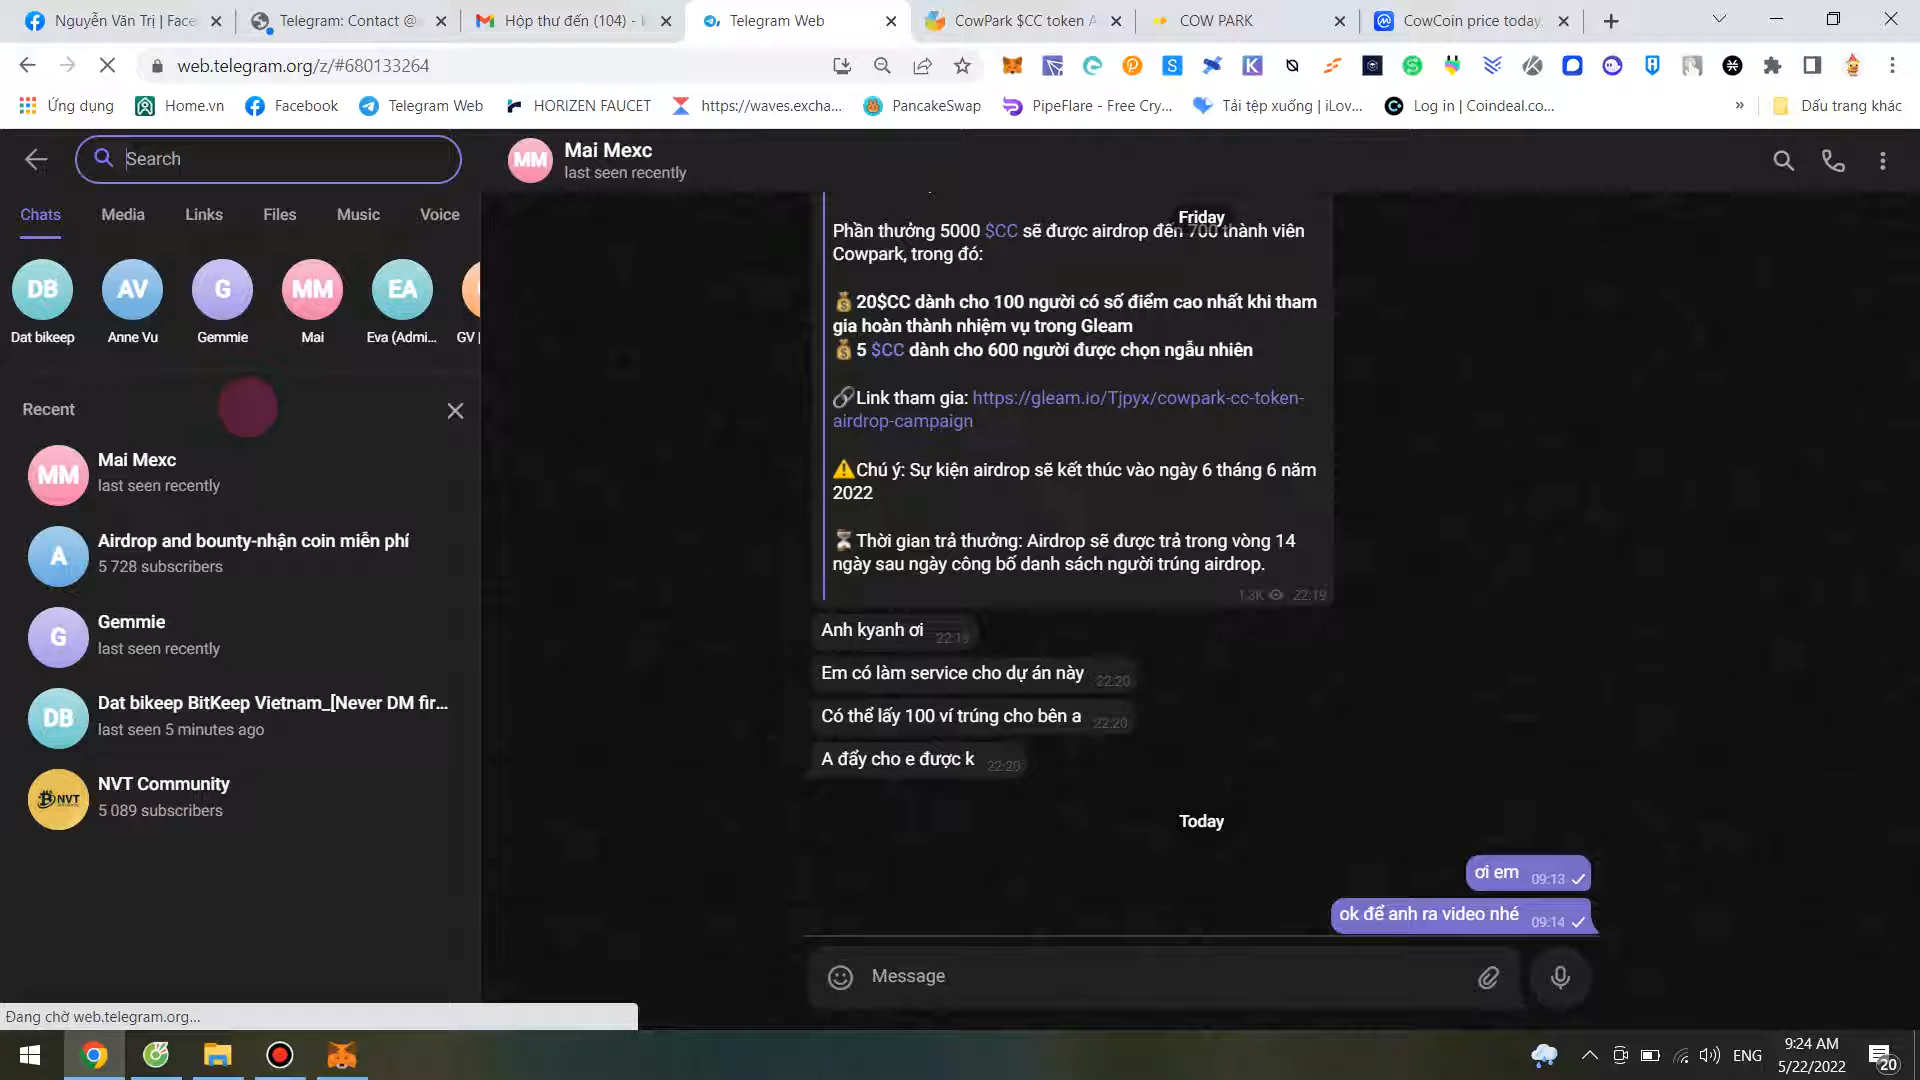 Nguyễn Văn Trị | Face
Telegram: Contact @
Hộp thư đến (104) -
Telegram Web
CowPark $CC token A
COW PARK
CowCoin price today,
web.telegram.org/z/#680133264
Ứng dụng
Home.vn
Facebook
Telegram Web
HORIZEN FAUCET
https://waves.excha...
PancakeSwap
PipeFlare - Free Cry...
Tải tệp xuống | iLov...
Log in | Coindeal.co...
»
Dấu trang khác
Search
MM
Mai Mexc
last seen recently
Chats
Media
Links
Files
Music
Voice
DB
AV
G
MM
EA
Dat bikeep
Anne Vu
Gemmie
Mai
Eva (Admi...
GV |
Recent
MM
Mai Mexc
last seen recently
A
Airdrop and bounty-nhận coin miễn phí
5 728 subscribers
G
Gemmie
last seen recently
DB
Dat bikeep BitKeep Vietnam_[Never DM fir...
last seen 5 minutes ago
NVT
NVT Community
5 089 subscribers
Friday
Phần thưởng 5000 $CC sẽ được airdrop đến 700 thành viên
Cowpark, trong đó:
💰20$CC dành cho 100 người có số điểm cao nhất khi tham
gia hoàn thành nhiệm vụ trong Gleam
💰5 $CC dành cho 600 người được chọn ngẫu nhiên
🔗Link tham gia: https://gleam.io/Tjpyx/cowpark-cc-token-
airdrop-campaign
⚠️Chú ý: Sự kiện airdrop sẽ kết thúc vào ngày 6 tháng 6 năm
2022
⏳Thời gian trả thưởng: Airdrop sẽ được trả trong vòng 14
ngày sau ngày công bố danh sách người trúng airdrop.
1.3K 22:19
Anh kyanh ơi 22:19
Em có làm service cho dự án này 22:20
Có thể lấy 100 ví trúng cho bên a 22:20
A đẩy cho e được k 22:20
Today
ơi em 09:13
ok để anh ra video nhé 09:14
Message
Đang chờ web.telegram.org...
ENG
9:24 AM
5/22/2022
20